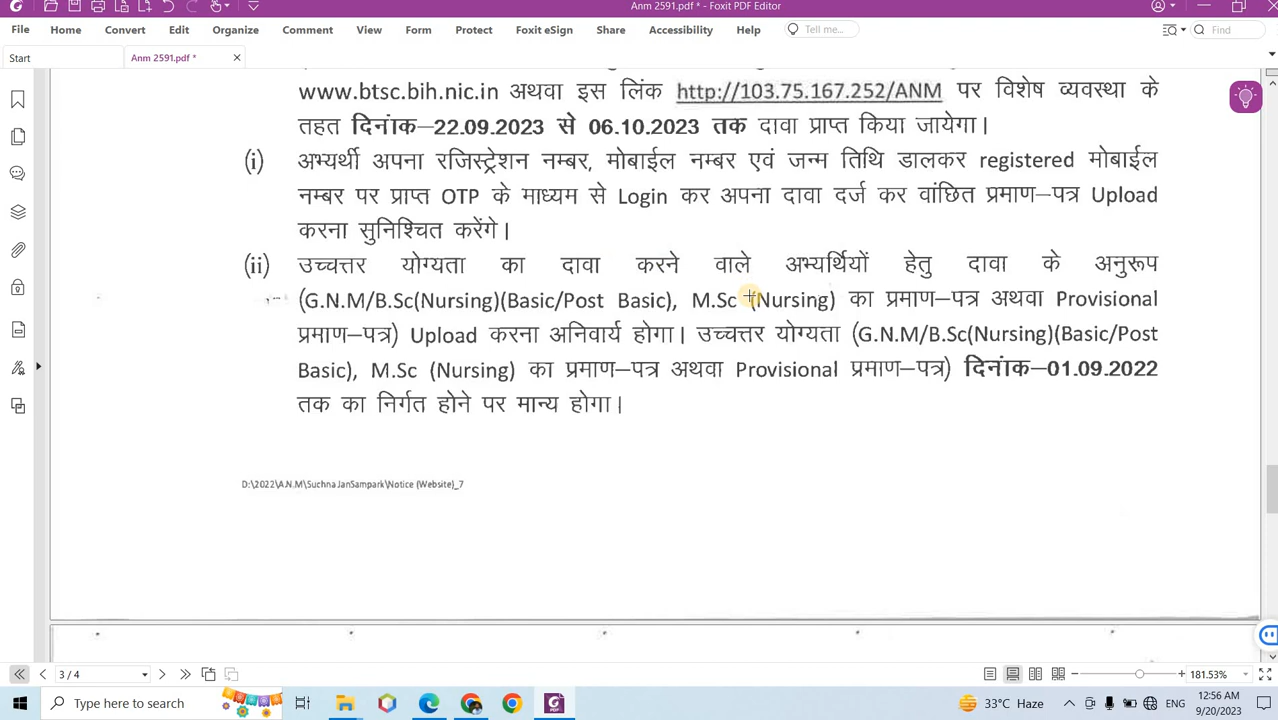 Anm 2591.pdf * - Foxit PDF Editor
File Home Convert Edit Organize Comment View Form Protect Foxit eSign Share Accessibility Help Tell me... Find
Start Anm 2591.pdf *
www.btsc.bih.nic.in अथवा इस लिंक http://103.75.167.252/ANM पर विशेष व्यवस्था के
तहत दिनांक–22.09.2023 से 06.10.2023 तक दावा प्राप्त किया जायेगा।
(i) अभ्यर्थी अपना रजिस्ट्रेशन नम्बर, मोबाईल नम्बर एवं जन्म तिथि डालकर registered मोबाईल
नम्बर पर प्राप्त OTP के माध्यम से Login कर अपना दावा दर्ज कर वांछित प्रमाण–पत्र Upload
करना सुनिश्चित करेंगे।
(ii) उच्चत्तर योग्यता का दावा करने वाले अभ्यर्थियों हेतु दावा के अनुरूप
(G.N.M/B.Sc(Nursing)(Basic/Post Basic), M.Sc (Nursing) का प्रमाण–पत्र अथवा Provisional
प्रमाण–पत्र) Upload करना अनिवार्य होगा। उच्चत्तर योग्यता (G.N.M/B.Sc(Nursing)(Basic/Post
Basic), M.Sc (Nursing) का प्रमाण–पत्र अथवा Provisional प्रमाण–पत्र) दिनांक–01.09.2022
तक का निर्गत होने पर मान्य होगा।
D:\2022\A.N.M\Suchna JanSampark\Notice (Website)_7
3 / 4 181.53%
Type here to search 33°C Haze ENG 12:56 AM
9/20/2023